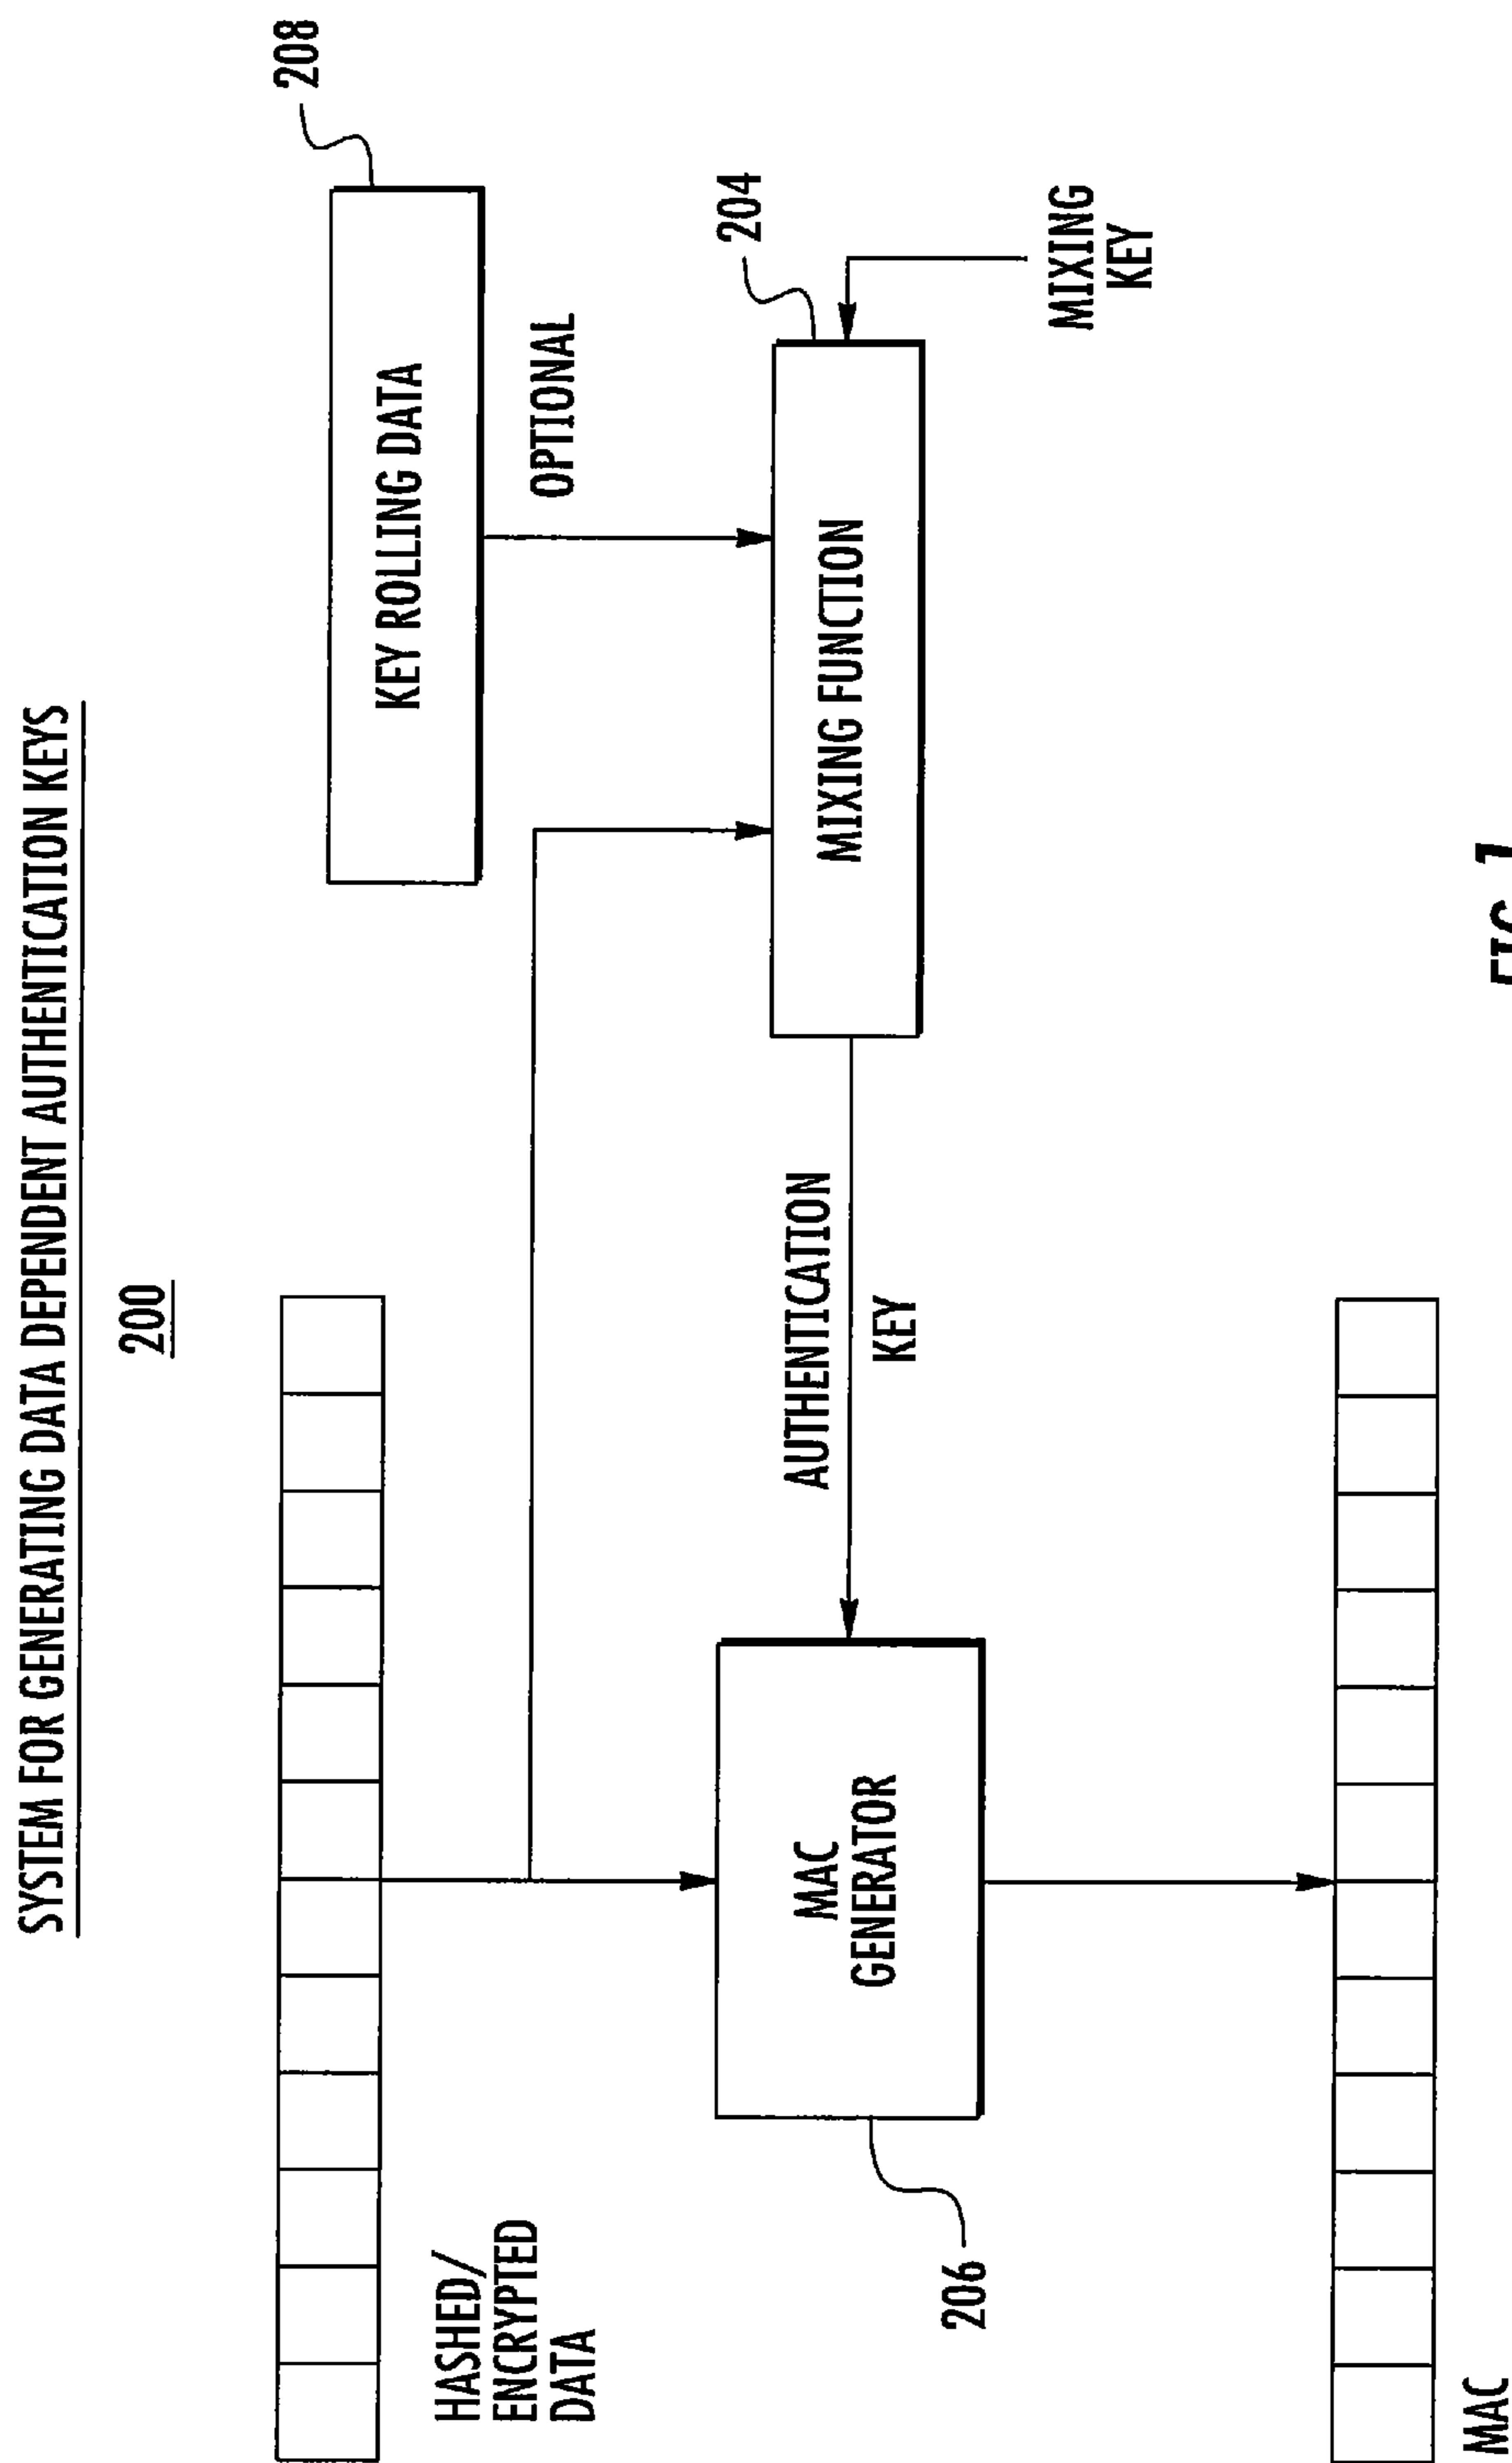 SYSTEM FOR GENERATING DATA DEPENDENT AUTHENTICATION KEYS
200
208
KEY ROLLING DATA
OPTIONAL
HASHED/
ENCRYPTED
DATA
204
MIXING FUNCTION
MIXING
KEY
AUTHENTICATION
KEY
MAC
GENERATOR
206
MAC